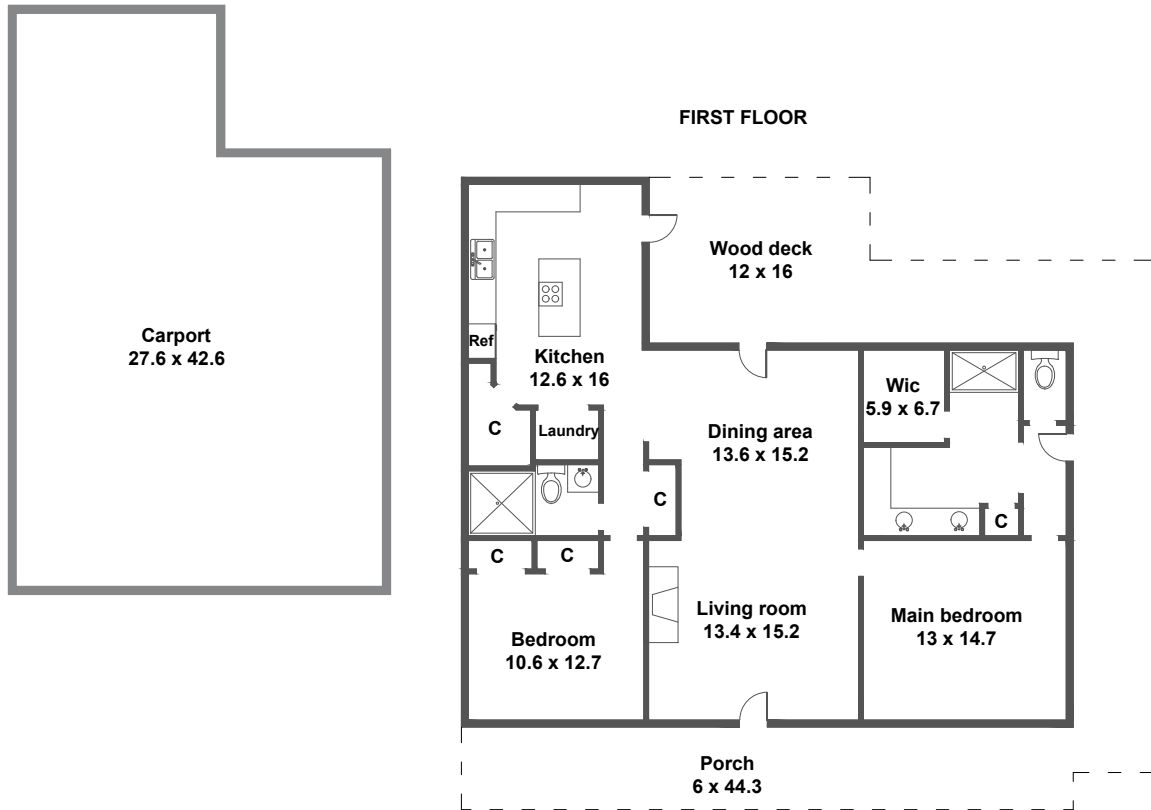 FIRST FLOOR
Carport
27.6 x 42.6
Wood deck
12 x 16
Ref
Kitchen
12.6 x 16
Wic
5.9 x 6.7
C
Laundry
Dining area
13.6 x 15.2
C
C
C
C
Bedroom
10.6 x 12.7
Living room
13.4 x 15.2
Main bedroom
13 x 14.7
Porch
6 x 44.3